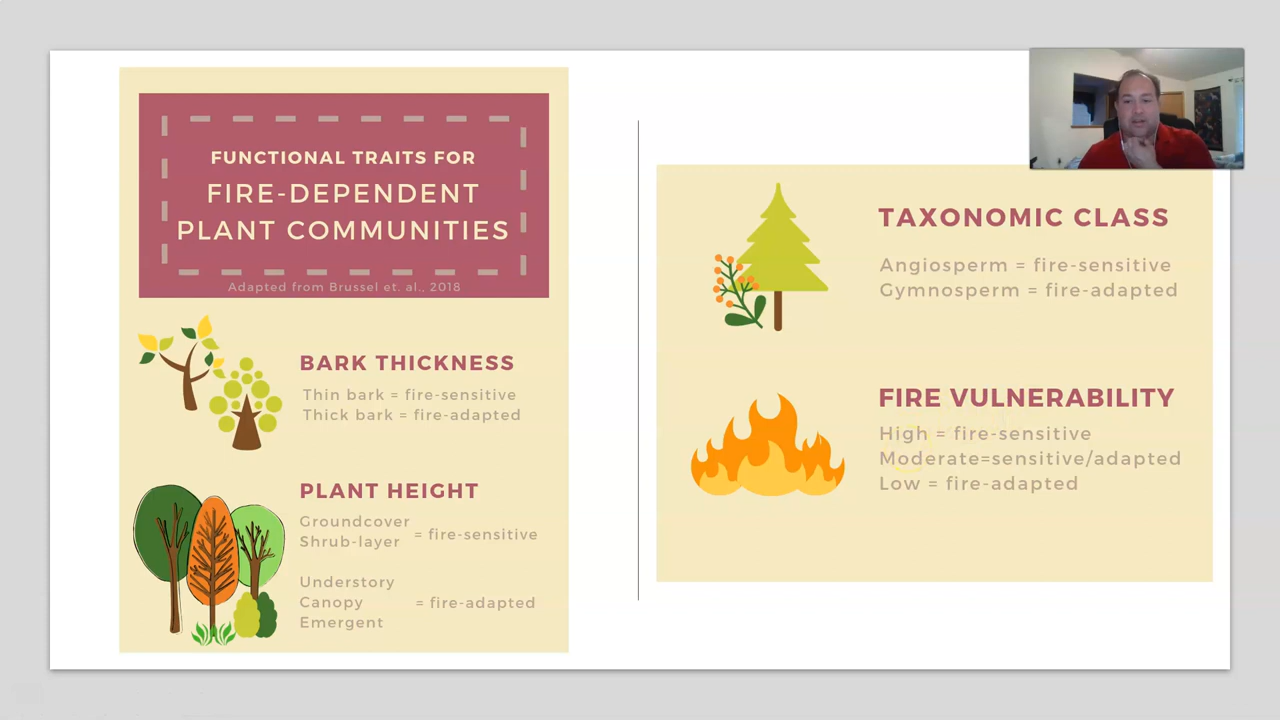 FUNCTIONAL TRAITS FOR
FIRE-DEPENDENT
PLANT COMMUNITIES
Adapted from Brussel et. al., 2018
BARK THICKNESS
Thin bark = fire-sensitive
Thick bark = fire-adapted
PLANT HEIGHT
Groundcover
Shrub-layer
= fire-sensitive
Understory
Canopy
Emergent
= fire-adapted
TAXONOMIC CLASS
Angiosperm = fire-sensitive
Gymnosperm = fire-adapted
FIRE VULNERABILITY
High = fire-sensitive
Moderate=sensitive/adapted
Low = fire-adapted